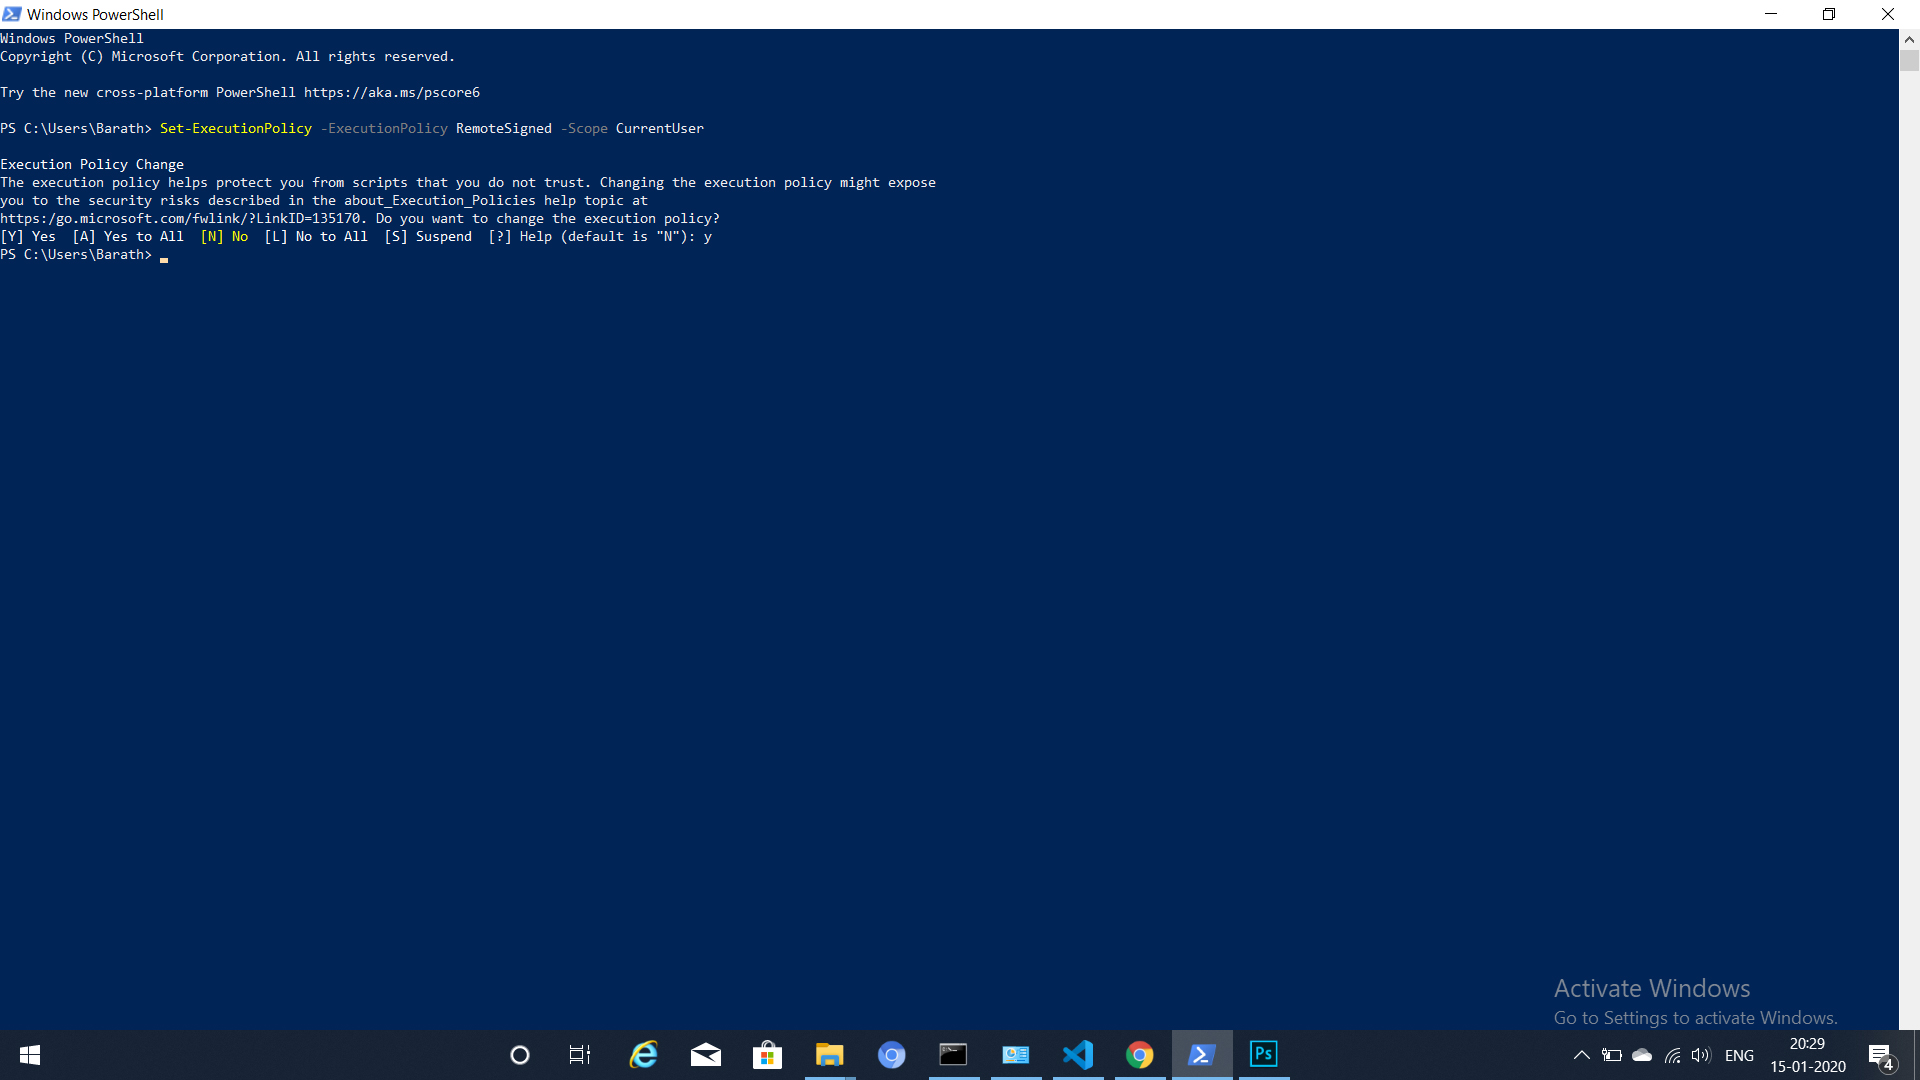 Windows PowerShell
Windows PowerShell
Copyright (C) Microsoft Corporation. All rights reserved.
Try the new cross-platform PowerShell https://aka.ms/pscore6
PS C:\Users\Barath> Set-ExecutionPolicy -ExecutionPolicy RemoteSigned -Scope CurrentUser
Execution Policy Change
The execution policy helps protect you from scripts that you do not trust. Changing the execution policy might expose
you to the security risks described in the about_Execution_Policies help topic at
https:/go.microsoft.com/fwlink/?LinkID=135170. Do you want to change the execution policy?
[Y] Yes  [A] Yes to All  [N] No  [L] No to All  [S] Suspend  [?] Help (default is "N"): y
PS C:\Users\Barath>
Activate Windows
Go to Settings to activate Windows.
Ps
ENG
20:29
15-01-2020
4